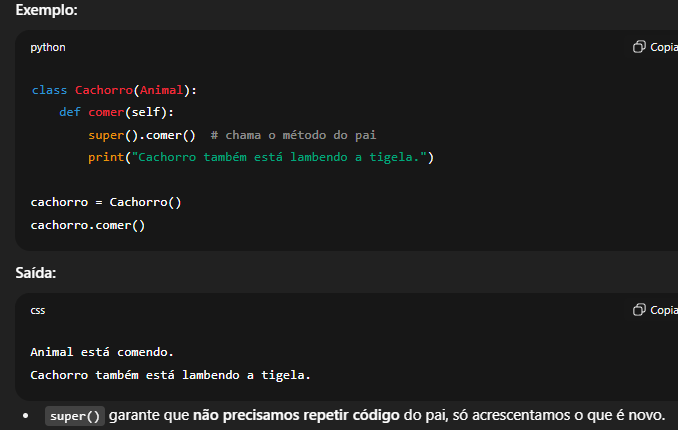 Exemplo:
python
Copia
class Cachorro(Animal):
    def comer(self):
        super().comer()  # chama o método do pai
        print("Cachorro também está lambendo a tigela.")
cachorro = Cachorro()
cachorro.comer()
Saída:
css
Copia
Animal está comendo.
Cachorro também está lambendo a tigela.
• super() garante que não precisamos repetir código do pai, só acrescentamos o que é novo.